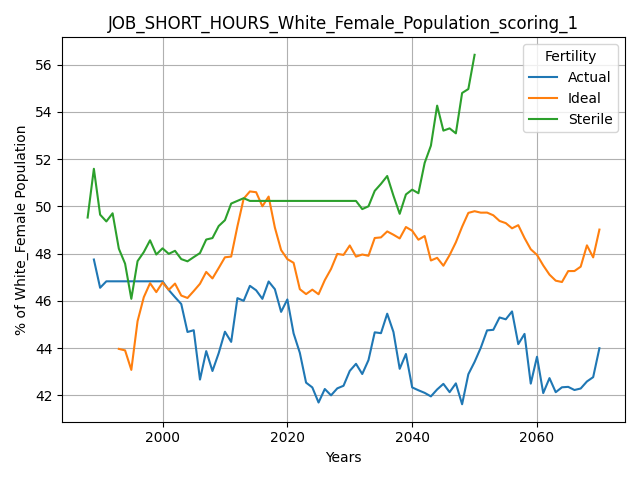 JOB_SHORT_HOURS_White_Female_Population_scoring_1
Fertility
Actual
Ideal
Sterile
% of White_Female Population
56
54
52
50
48
46
44
42
2000
2020
2040
2060
Years